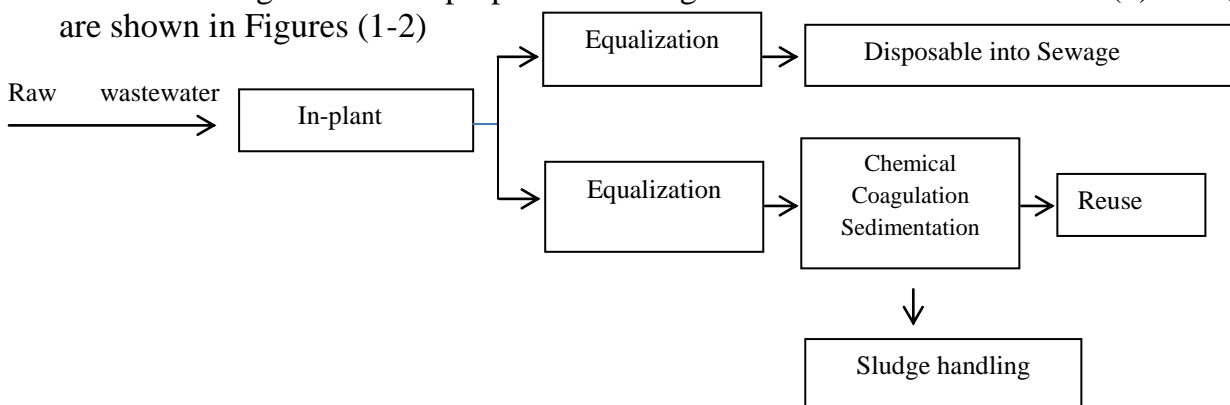 are shown in Figures (1-2)
Equalization
Disposable into Sewage
Raw wastewater
In-plant
Equalization
Chemical
Coagulation
Sedimentation
Reuse
Sludge handling